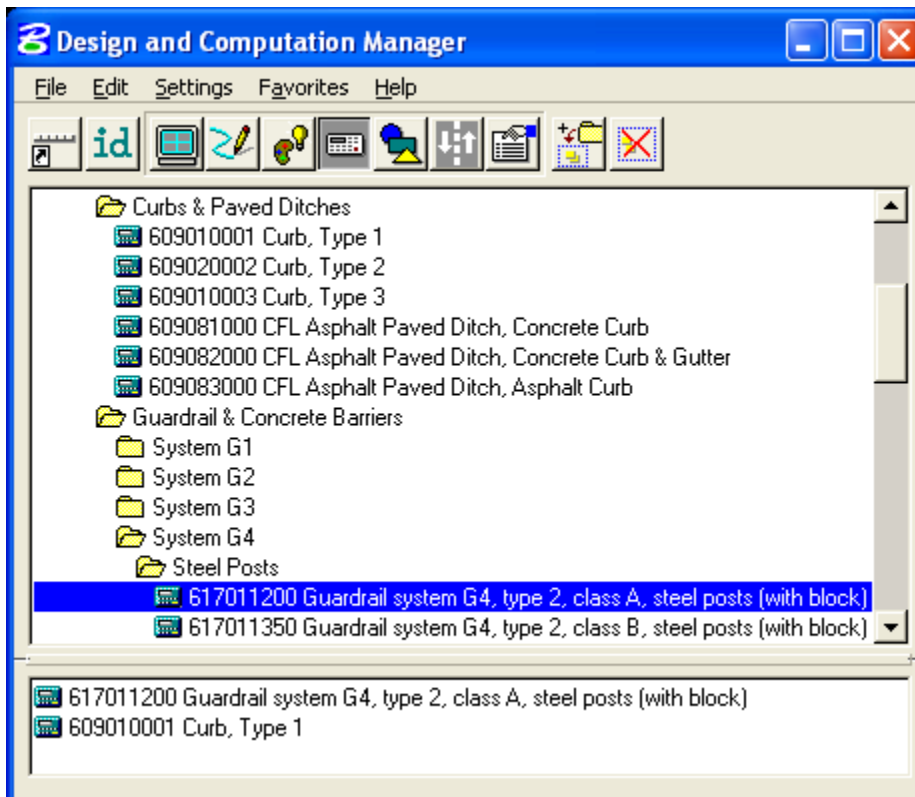 Design and Computation Manager
File Edit Settings Favorites Help
id
Curbs & Paved Ditches
609010001 Curb, Type 1
609020002 Curb, Type 2
609010003 Curb, Type 3
609081000 CFL Asphalt Paved Ditch, Concrete Curb
609082000 CFL Asphalt Paved Ditch, Concrete Curb & Gutter
609083000 CFL Asphalt Paved Ditch, Asphalt Curb
Guardrail & Concrete Barriers
System G1
System G2
System G3
System G4
Steel Posts
617011200 Guardrail system G4, type 2, class A, steel posts (with block)
617011350 Guardrail system G4, type 2, class B, steel posts (with block)
617011200 Guardrail system G4, type 2, class A, steel posts (with block)
609010001 Curb, Type 1